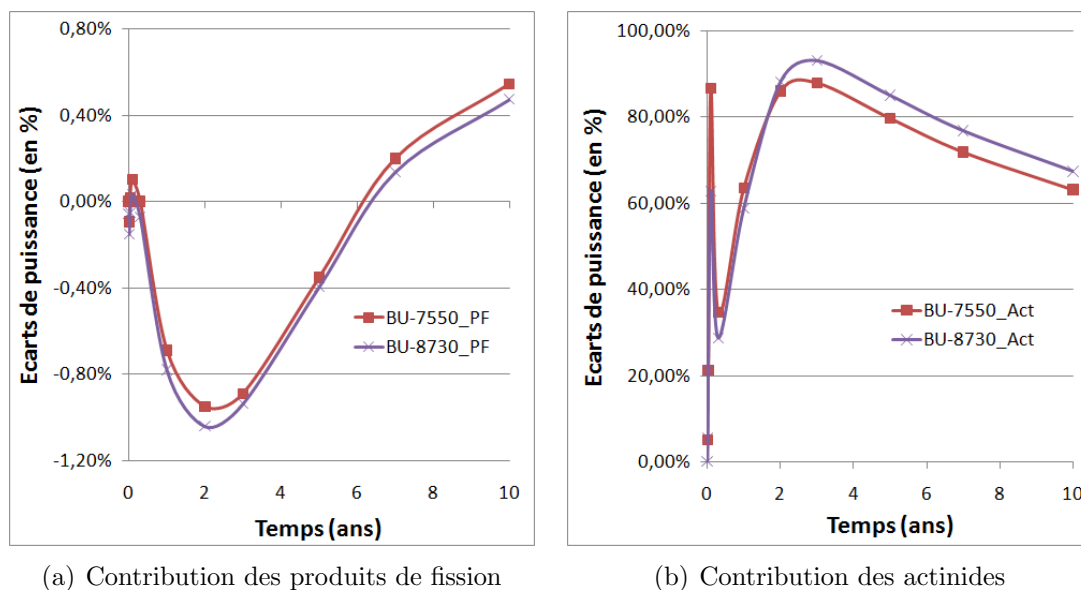 0,80%
0,40%
0,00%
-0,40%
-0,80%
-1,20%
0
2
4
6
8
10
Ecarts de puissance (en %)
Temps (ans)
BU-7550_PF
BU-8730_PF
(a) Contribution des produits de fission
100,00%
80,00%
60,00%
40,00%
20,00%
0,00%
0
2
4
6
8
10
Ecarts de puissance (en %)
Temps (ans)
BU-7550_Act
BU-8730_Act
(b) Contribution des actinides